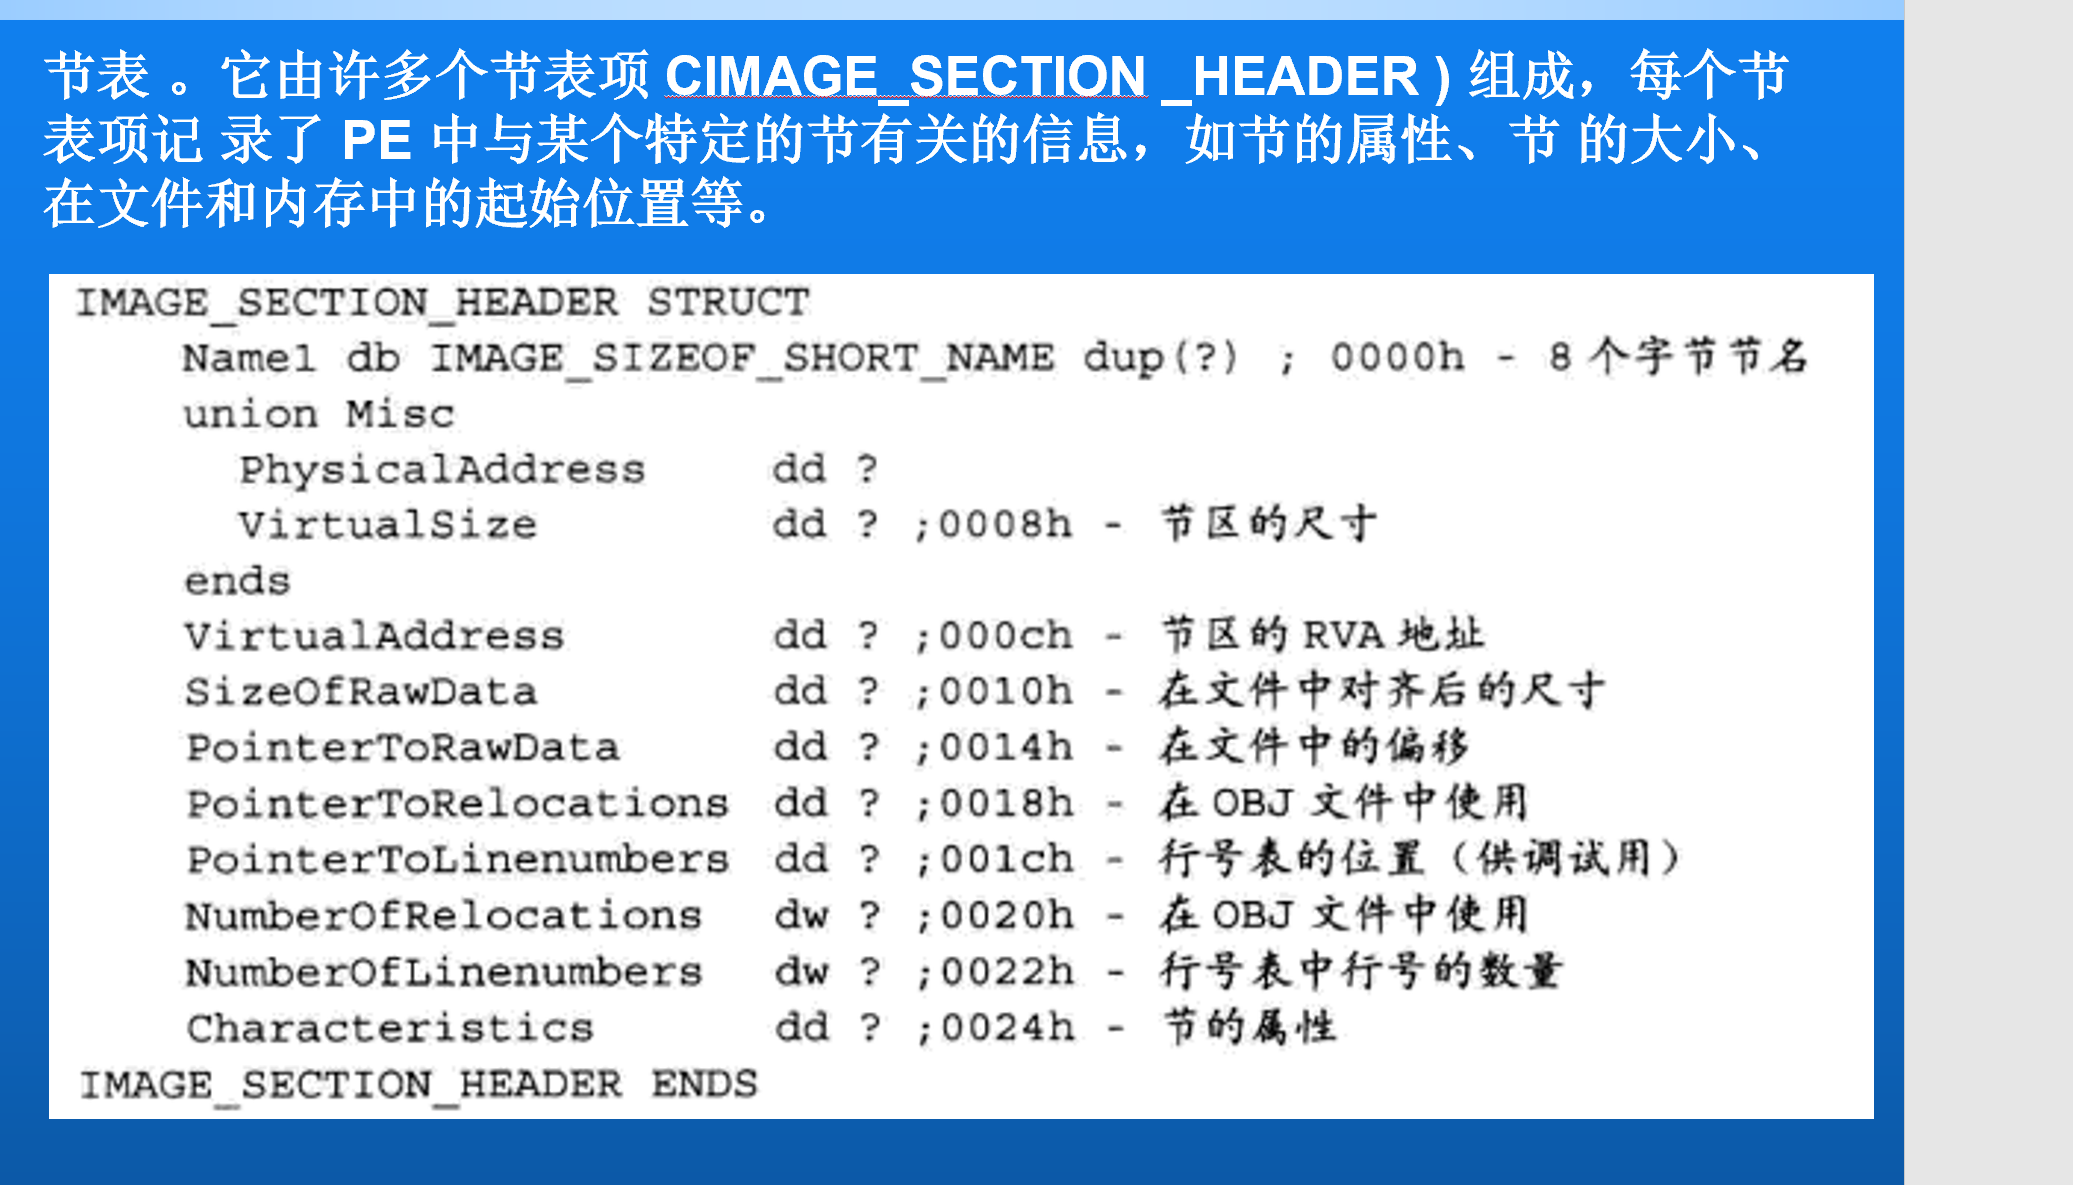 节表 。它由许多个节表项 CIMAGE_SECTION _HEADER ) 组成，每个节
表项记 录了 PE 中与某个特定的节有关的信息，如节的属性、节 的大小、
在文件和内存中的起始位置等。
IMAGE_SECTION_HEADER STRUCT
Name1 db IMAGE_SIZEOF_SHORT_NAME dup(?) ; 0000h - 8个字节节名
union Misc
PhysicalAddress dd ?
VirtualSize dd ? ;0008h - 节区的尺寸
ends
VirtualAddress dd ? ;000ch - 节区的 RVA 地址
SizeOfRawData dd ? ;0010h - 在文件中对齐后的尺寸
PointerToRawData dd ? ;0014h - 在文件中的偏移
PointerToRelocations dd ? ;0018h - 在 OBJ 文件中使用
PointerToLinenumbers dd ? ;001ch - 行号表的位置（供调试用）
NumberOfRelocations dw ? ;0020h - 在 OBJ 文件中使用
NumberOfLinenumbers dw ? ;0022h - 行号表中行号的数量
Characteristics dd ? ;0024h - 节的属性
IMAGE_SECTION_HEADER ENDS